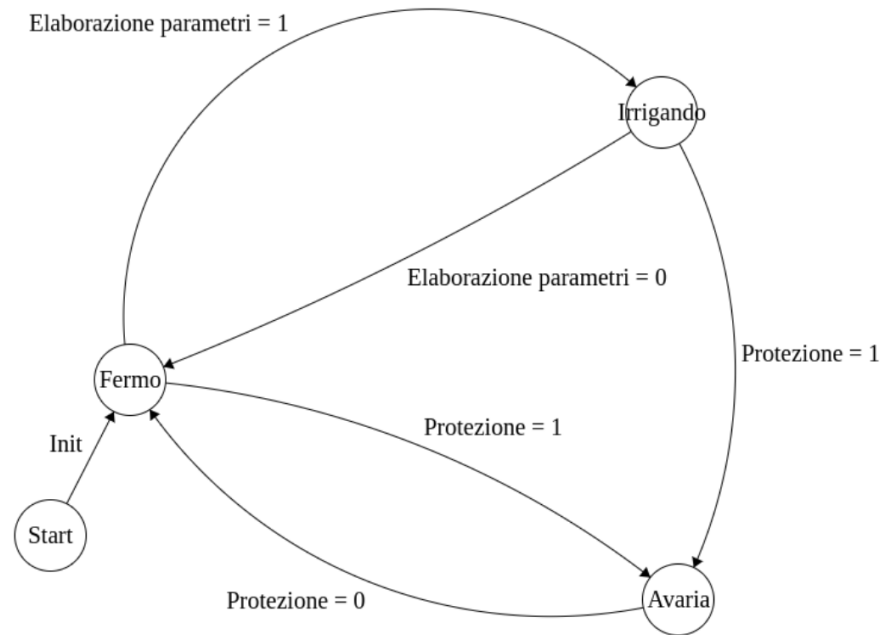 Elaborazione parametri = 1
Irrigando
Elaborazione parametri = 0
Protezione = 1
Fermo
Protezione = 1
Init
Start
Protezione = 0
Avaria